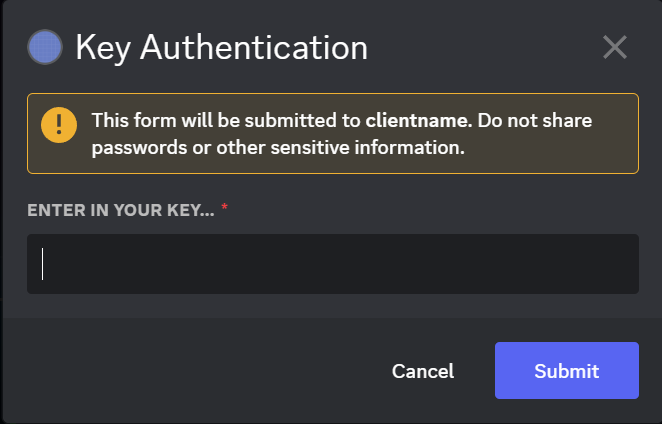 Key Authentication
This form will be submitted to clientname. Do not share
passwords or other sensitive information.
ENTER IN YOUR KEY... *
Cancel
Submit